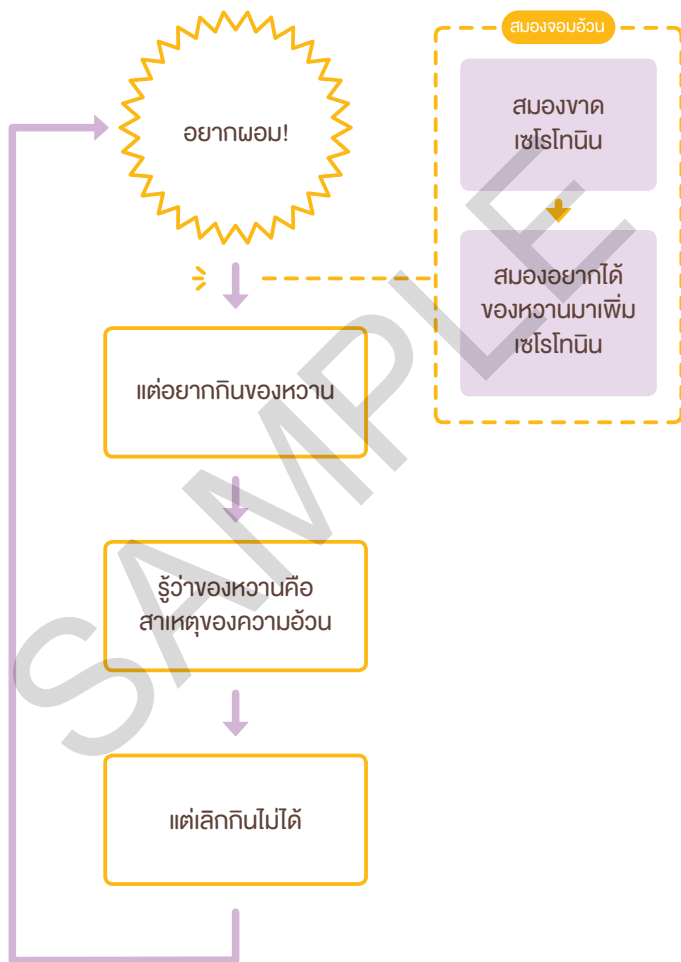 อยากผอม!
สมองจอมอ้วน
สมองขาด
เซโรโทนิน
สมองอยากได้
ของหวานมาเพิ่ม
เซโรโทนิน
แต่อยากกินของหวาน
รู้ว่าของหวานคือ
สาเหตุของความอ้วน
แต่เลิกกินไม่ได้
SAMPLE